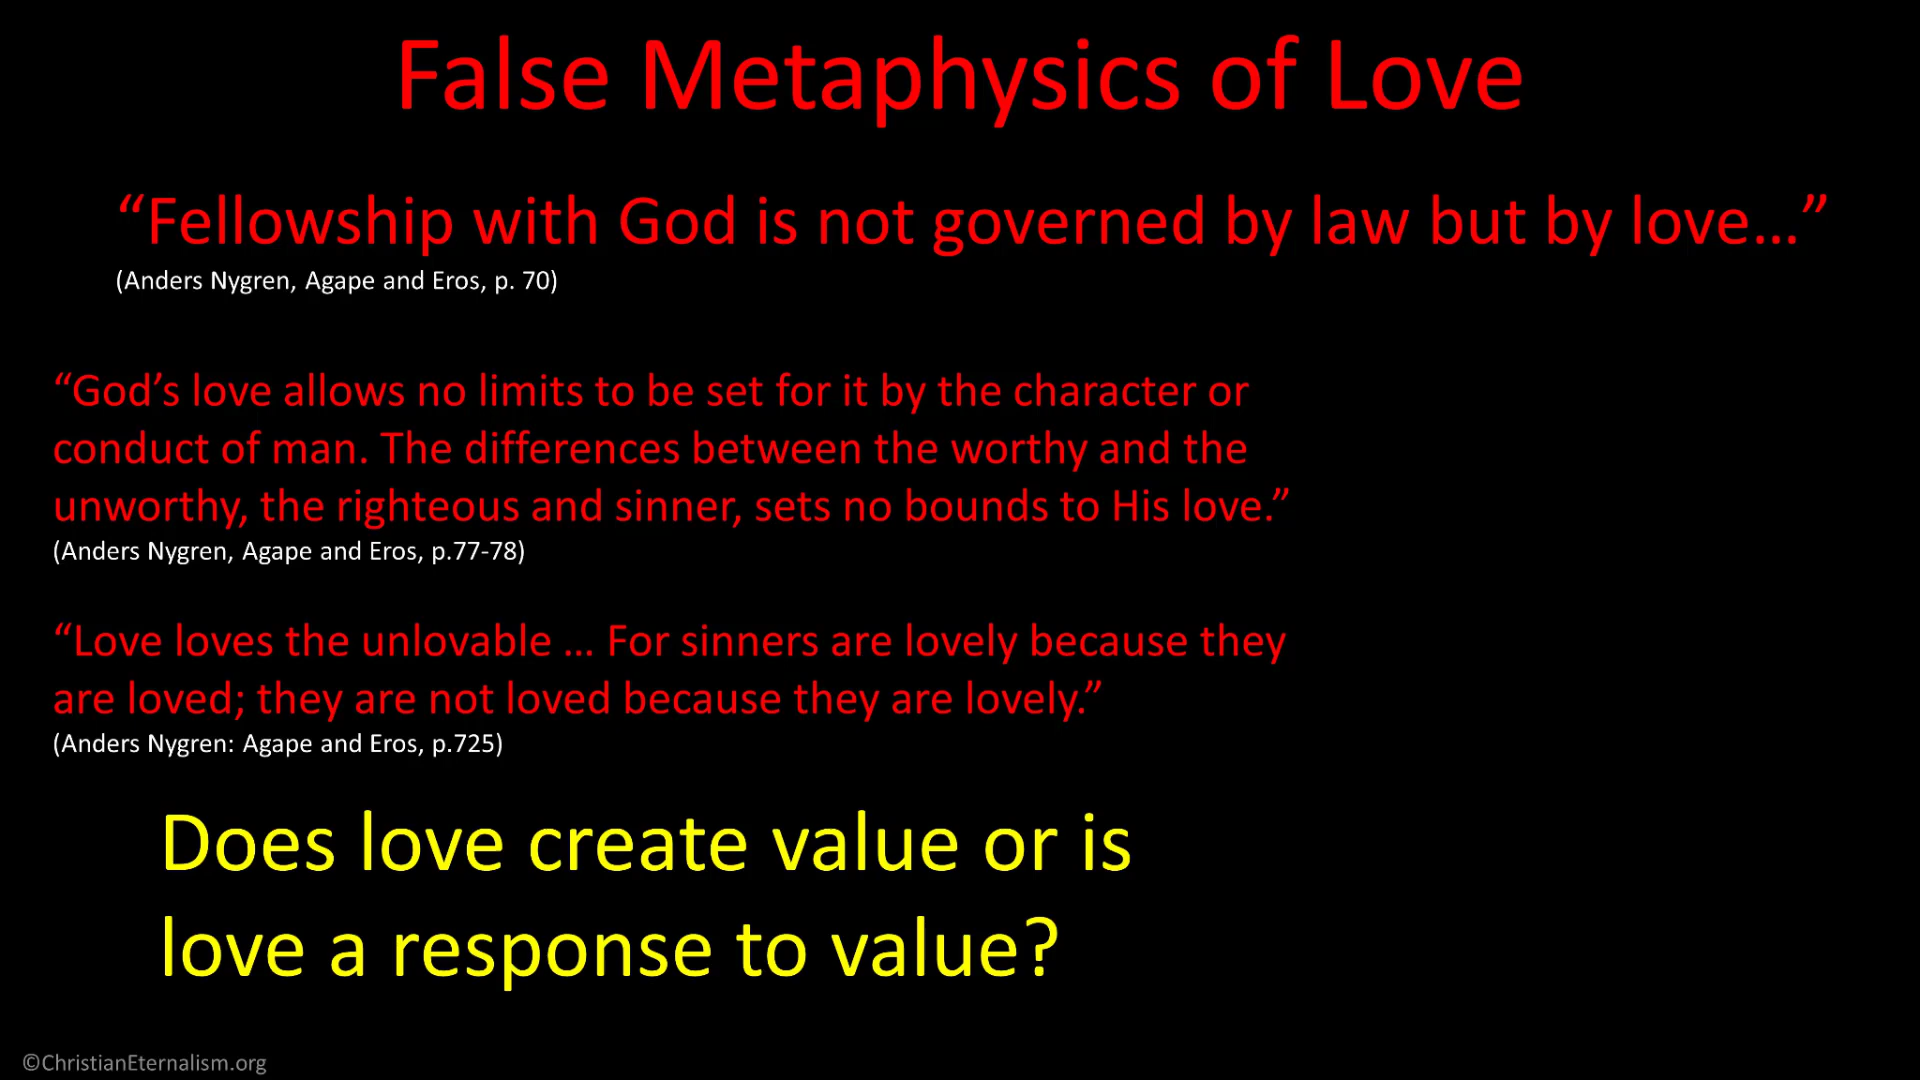 False Metaphysics of Love
“Fellowship with God is not governed by law but by love…”
(Anders Nygren, Agape and Eros, p. 70)
“God’s love allows no limits to be set for it by the character or
conduct of man. The differences between the worthy and the
unworthy, the righteous and sinner, sets no bounds to His love.”
(Anders Nygren, Agape and Eros, p.77-78)
“Love loves the unlovable … For sinners are lovely because they
are loved; they are not loved because they are lovely.”
(Anders Nygren: Agape and Eros, p.725)
Does love create value or is
love a response to value?
©ChristianEternalism.org